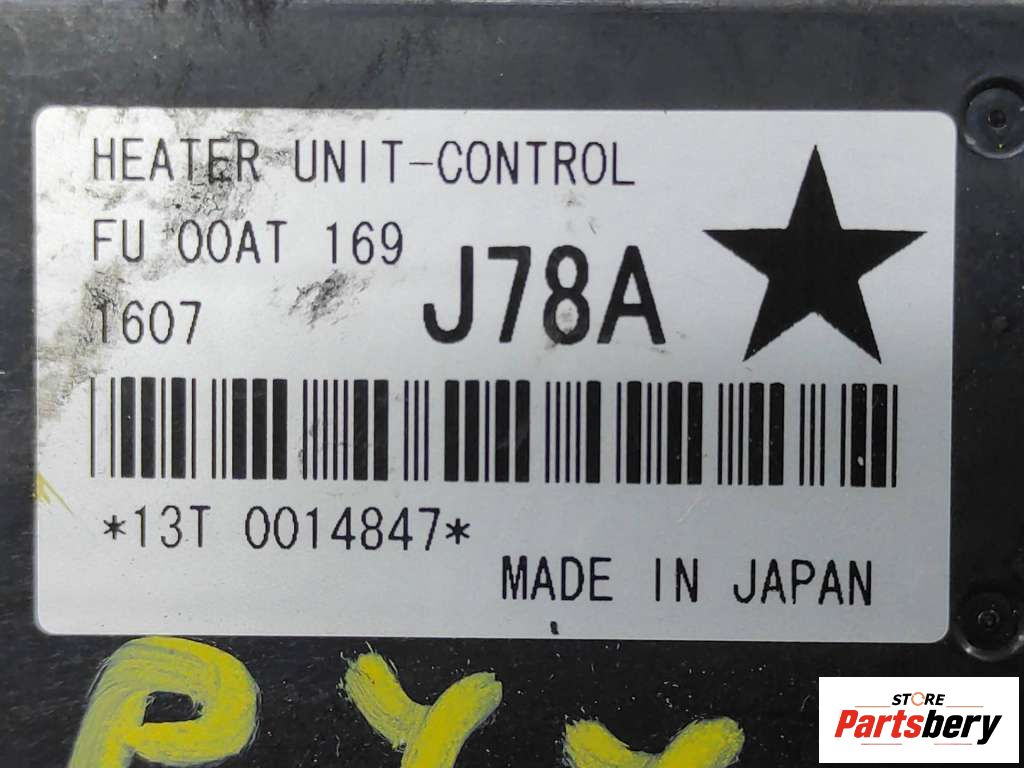 HEATER UNIT-CONTROL
FU 00AT 169
1607
J78A
*13T 0014847*
MADE IN JAPAN
STORE
Partsbery